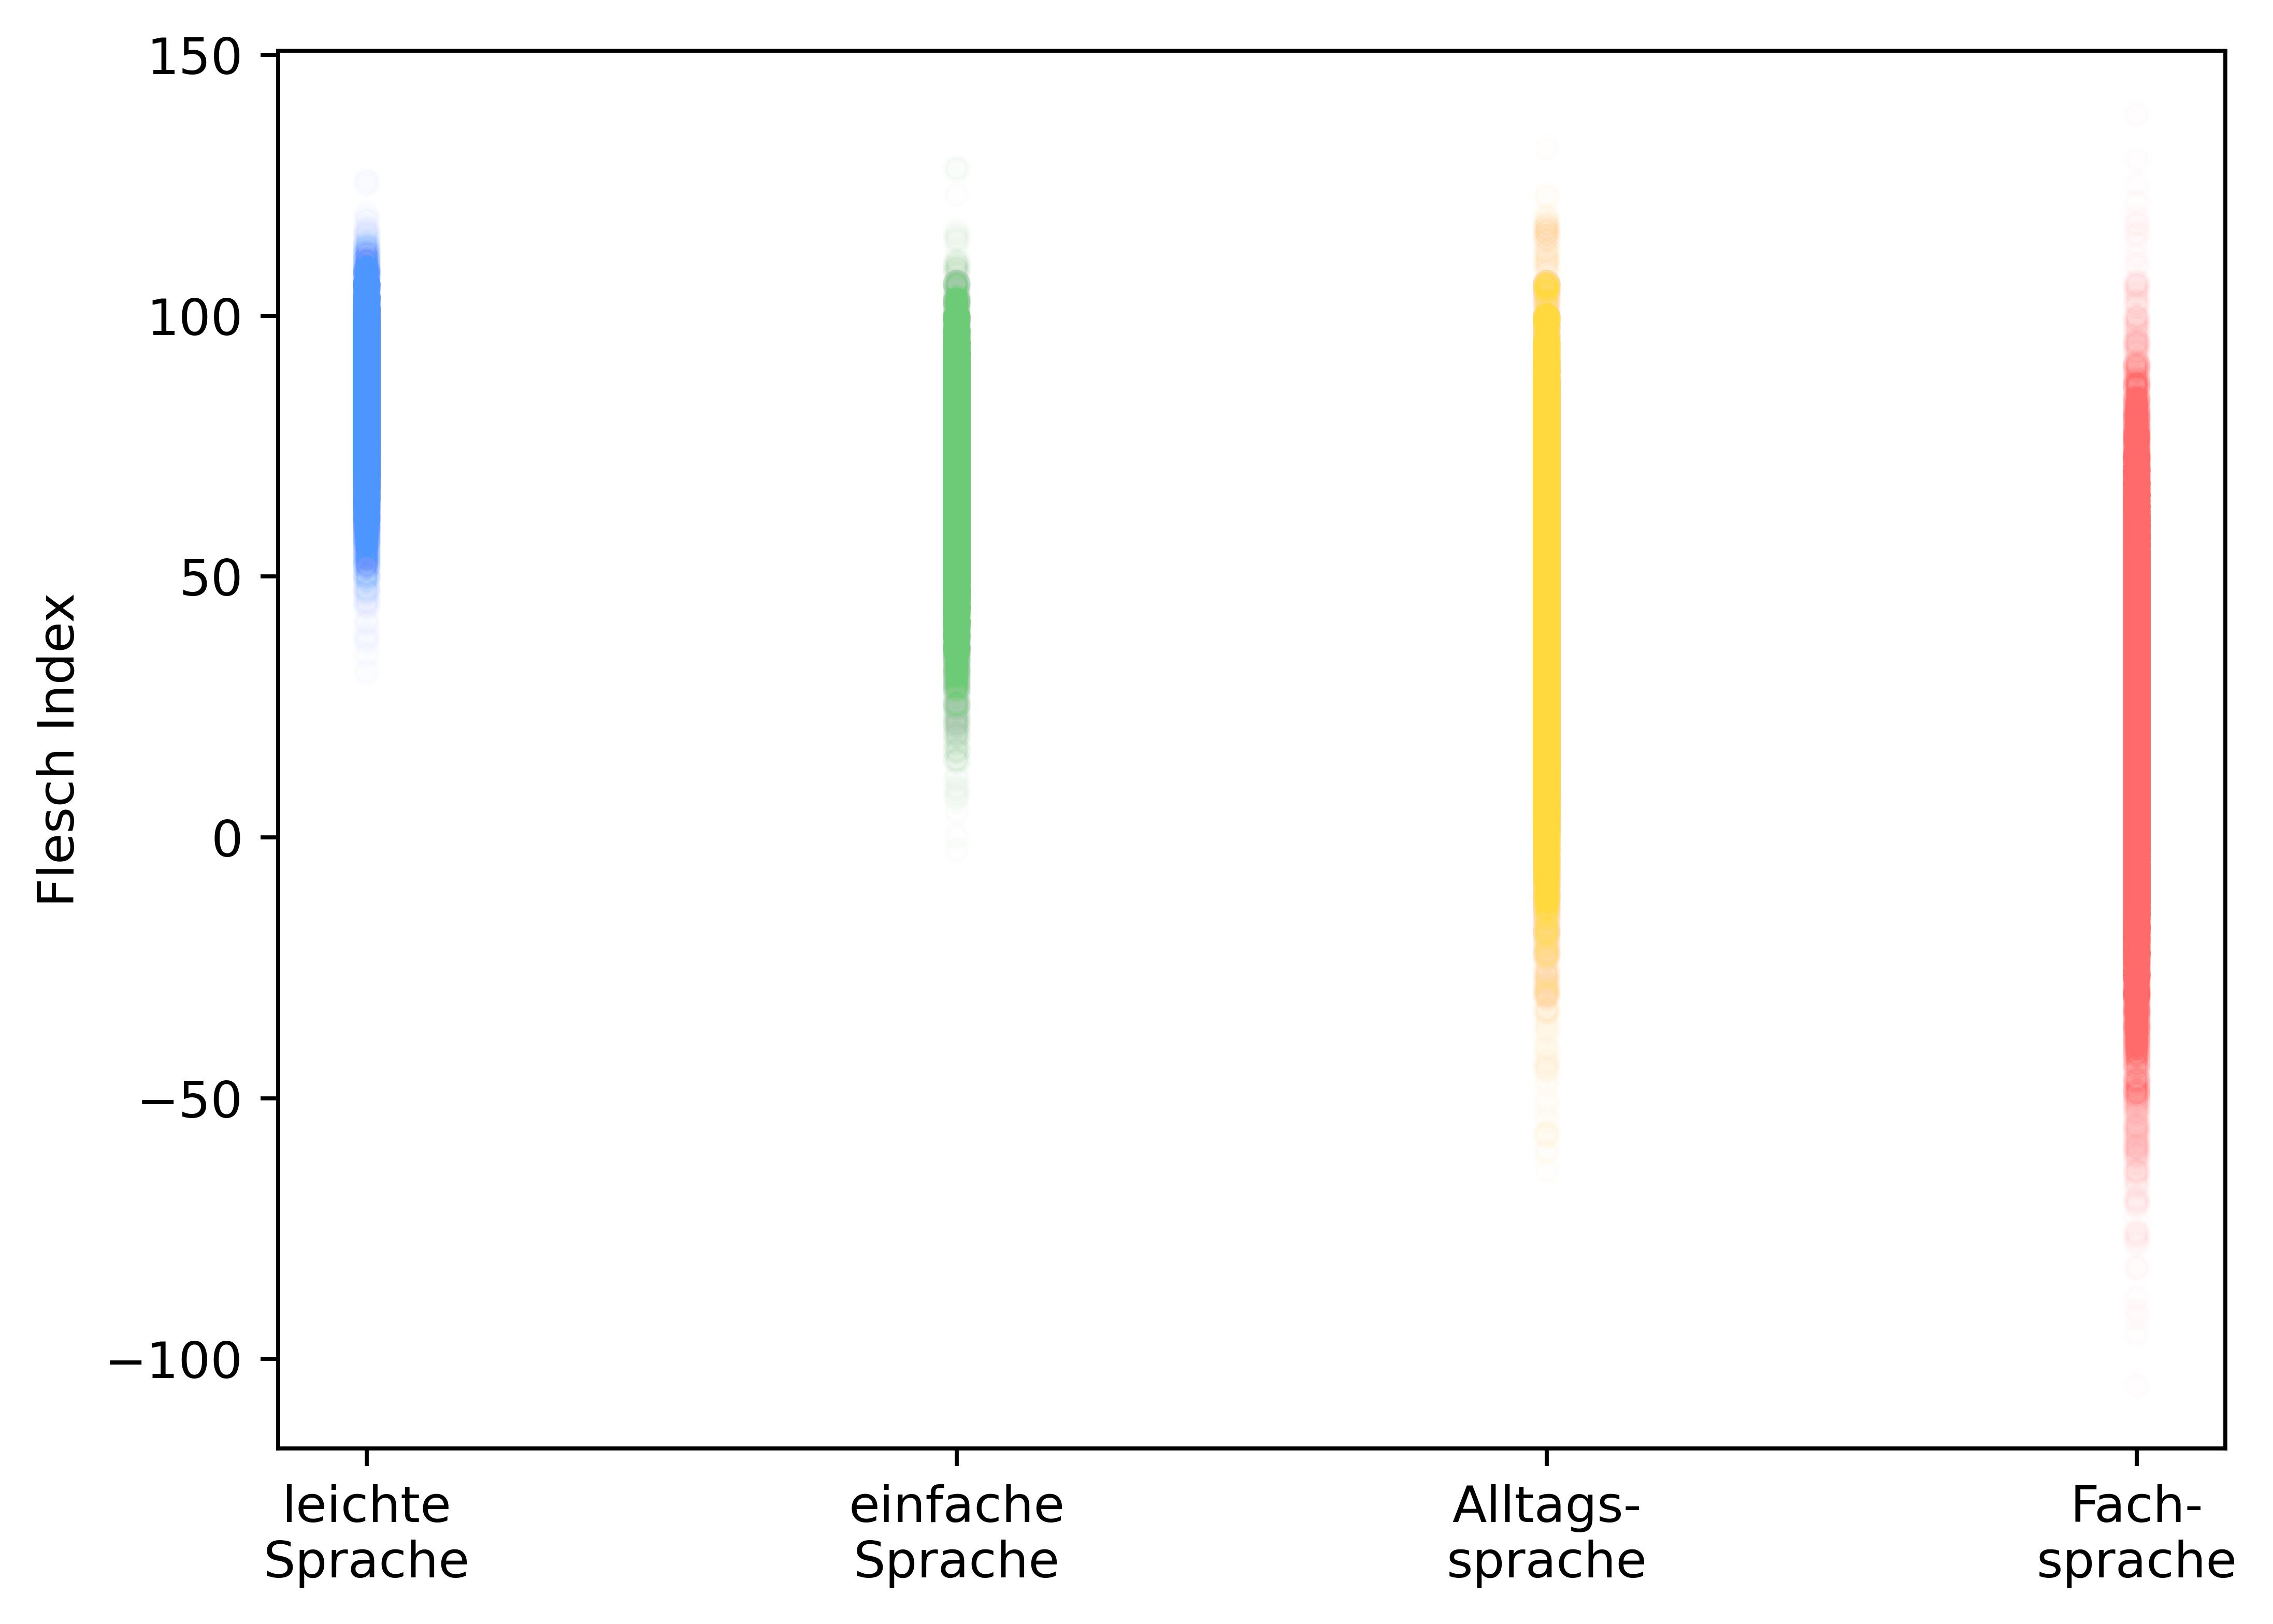 150
100
50
0
−50
−100
Flesch Index
leichte
Sprache
einfache
Sprache
Alltags-
sprache
Fach-
sprache